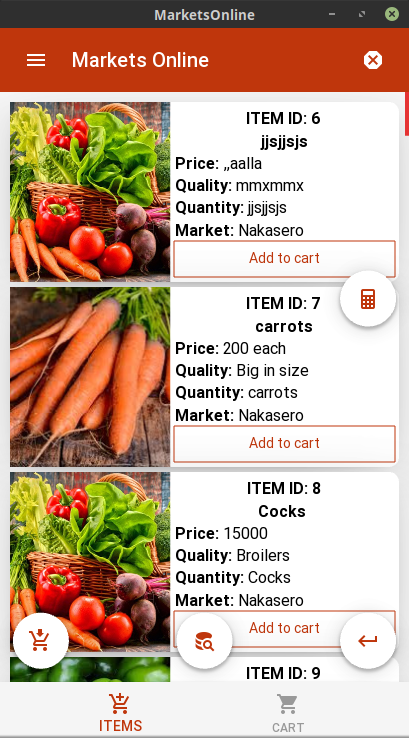 MarketsOnline
Markets Online
ITEM ID: 6
jjsjjsjs
Price: ,,aalla
Quality: mmxmmx
Quantity: jjsjjsjs
Market: Nakasero
Add to cart
ITEM ID: 7
carrots
Price: 200 each
Quality: Big in size
Quantity: carrots
Market: Nakasero
Add to cart
ITEM ID: 8
Cocks
Price: 15000
Quality: Broilers
Quantity: Cocks
Market: Nakasero
Add to cart
ITEM ID: 9
ITEMS
CART